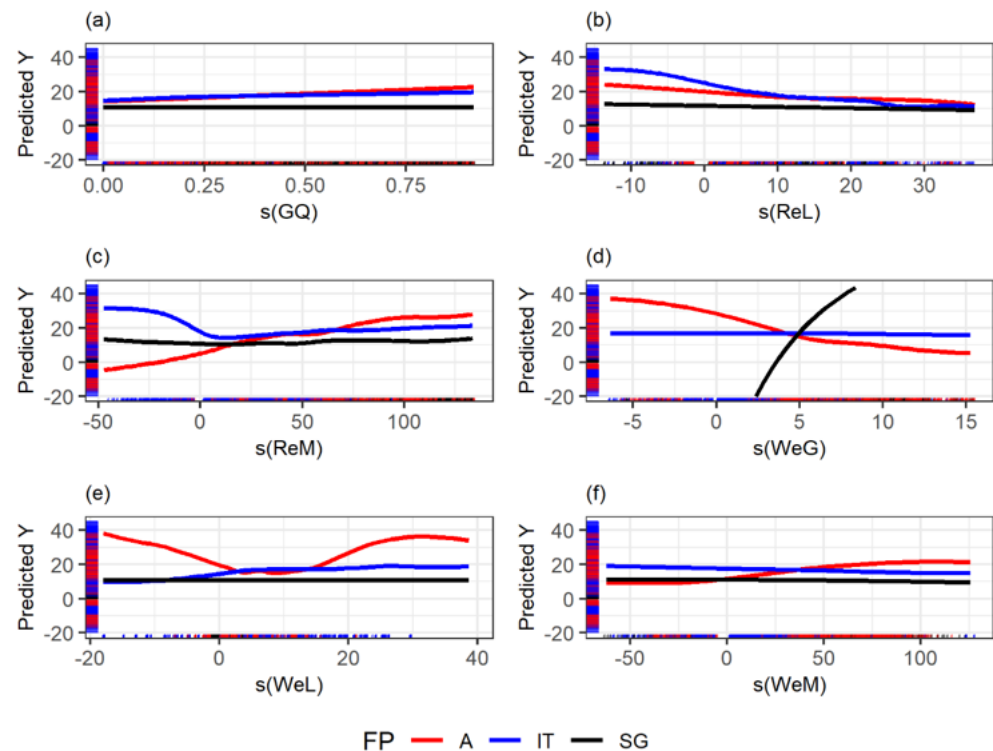 (a)
Predicted Y
40
20
0
-20
0.00 0.25 0.50 0.75
s(GQ)
(b)
Predicted Y
40
20
0
-20
-10 0 10 20 30
s(ReL)
(c)
Predicted Y
40
20
0
-20
-50 0 50 100
s(ReM)
(d)
Predicted Y
40
20
0
-20
-5 0 5 10 15
s(WeG)
(e)
Predicted Y
40
20
0
-20
-20 0 20 40
s(WeL)
(f)
Predicted Y
40
20
0
-20
-50 0 50 100
s(WeM)
FP A IT SG